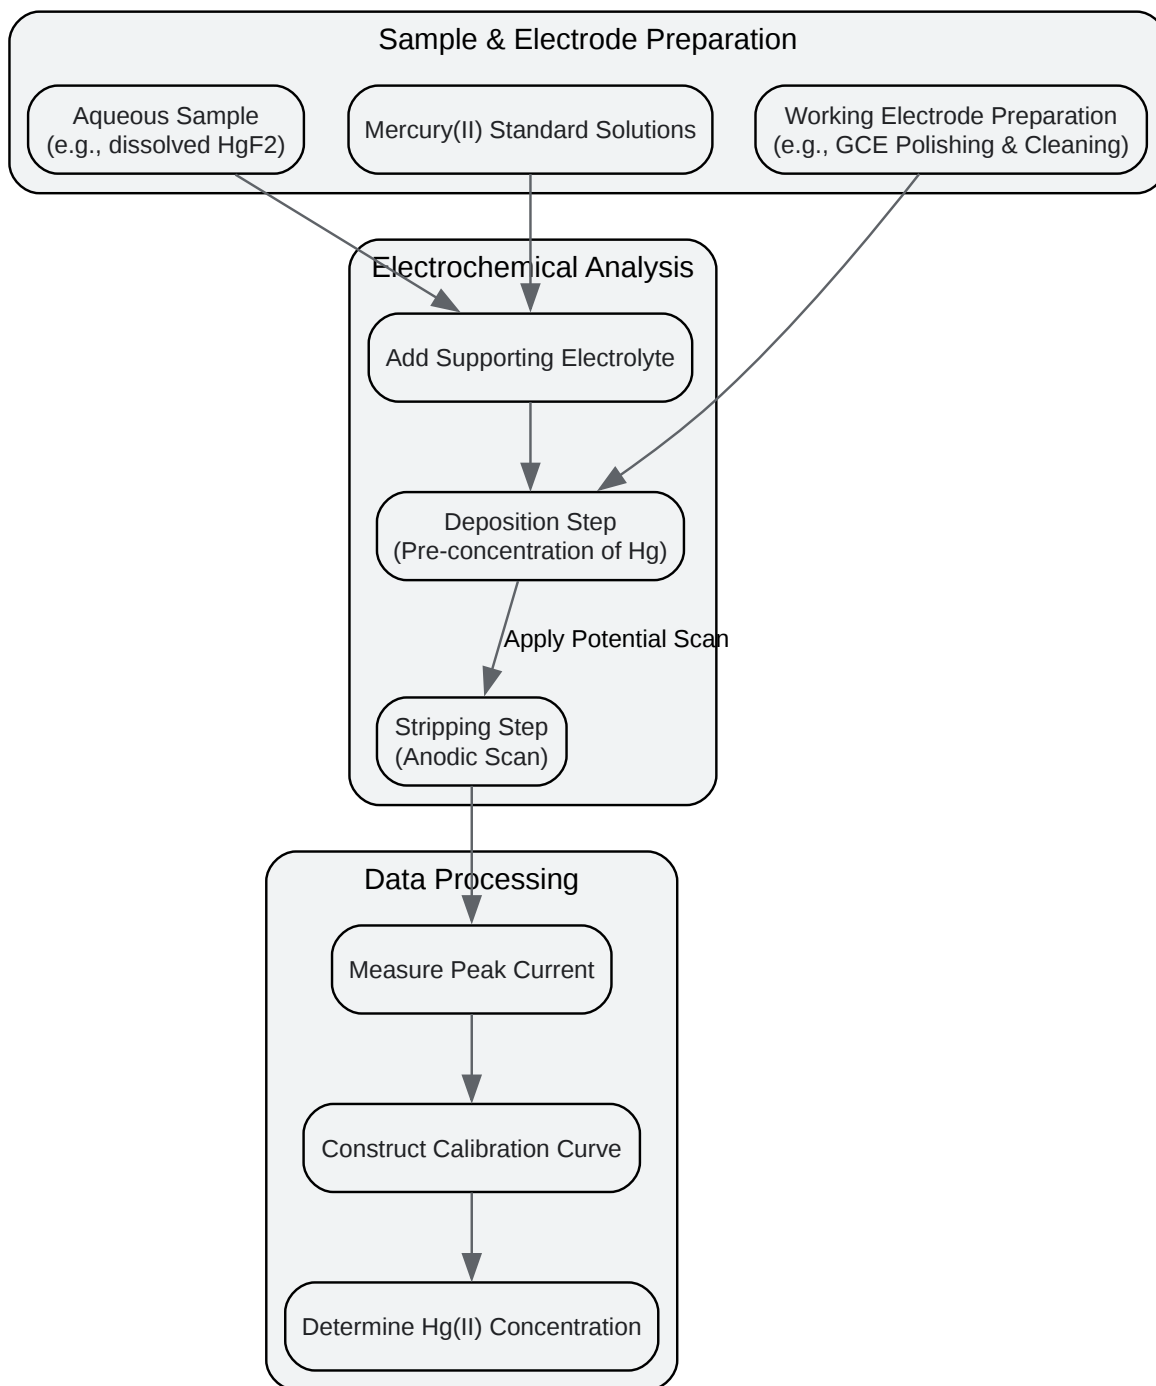 Sample & Electrode Preparation
Aqueous Sample
(e.g., dissolved HgF2)
Mercury(II) Standard Solutions
Working Electrode Preparation
(e.g., GCE Polishing & Cleaning)
Electrochemical Analysis
Add Supporting Electrolyte
Deposition Step
(Pre-concentration of Hg)
Apply Potential Scan
Stripping Step
(Anodic Scan)
Data Processing
Measure Peak Current
Construct Calibration Curve
Determine Hg(II) Concentration